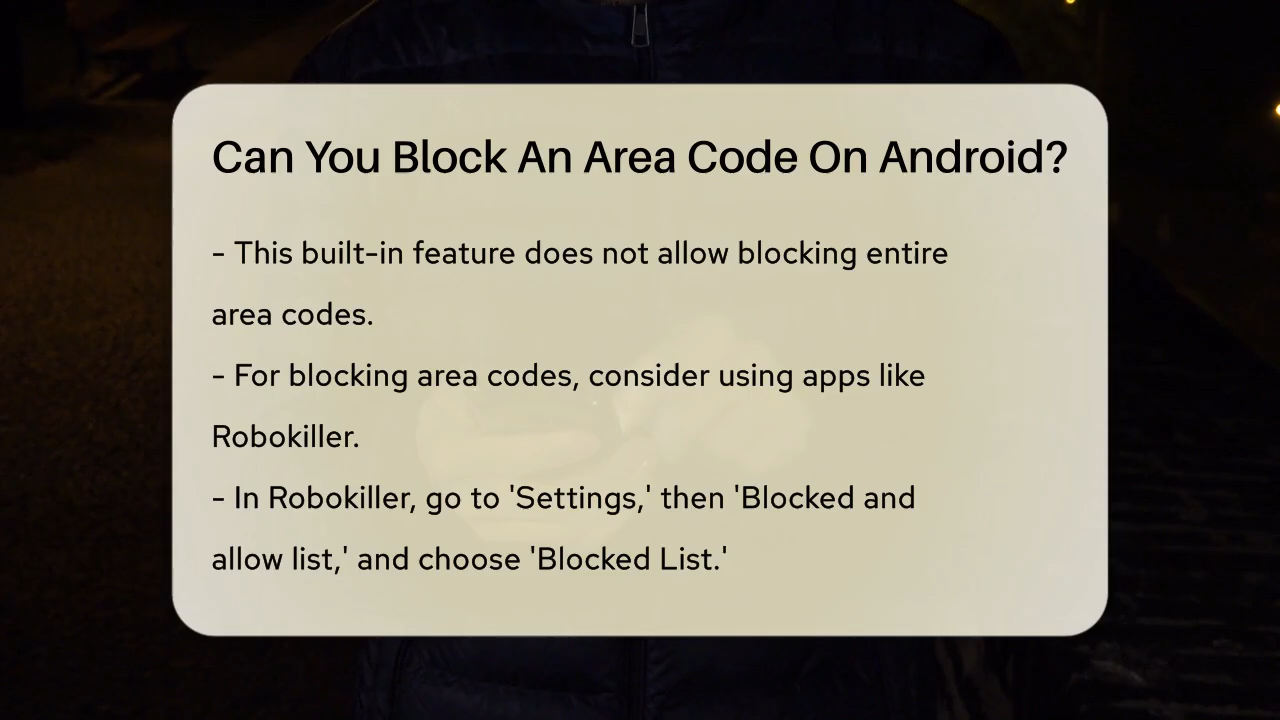 Can You Block An Area Code On Android?
- This built-in feature does not allow blocking entire
area codes.
- For blocking area codes, consider using apps like
Robokiller.
- In Robokiller, go to 'Settings,' then 'Blocked and
allow list,' and choose 'Blocked List.'